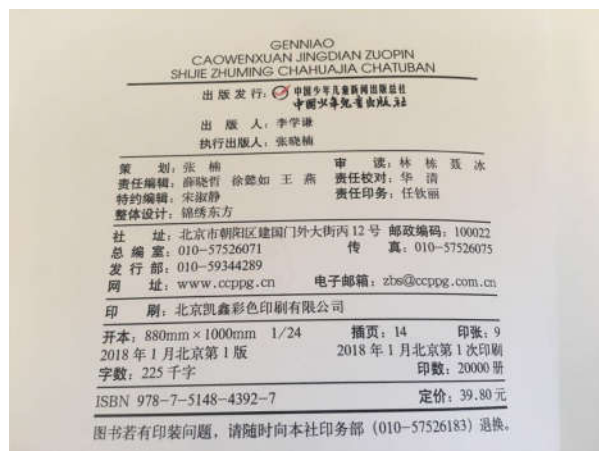 GENNIAO
CAOWENXUAN JINGDIAN ZUOPIN
SHIJIE ZHUMING CHAHUAJIA CHATUBAN
出版发行：中国少年儿童新闻出版总社
中国少年儿童出版社
出 版 人：李学谦
执行出版人：张晓楠
策 划：张 楠 审 读：林 栋 聂 冰
责任编辑：薛晓哲 徐懿如 王 燕 责任校对：华 清
特约编辑：宋淑静 责任印务：任钦丽
整体设计：锦绣东方
社 址：北京市朝阳区建国门外大街丙12号 邮政编码：100022
总 编 室：010-57526071 传 真：010-57526075
发 行 部：010-59344289
网 址：www.ccppg.cn 电子邮箱：zbs@ccppg.com.cn
印 刷：北京凯鑫彩色印刷有限公司
开本：880mm×1000mm 1/24 插页：14 印张：9
2018年1月北京第1版 2018年1月北京第1次印刷
字数：225千字 印数：20000册
ISBN 978-7-5148-4392-7 定价：39.80元
图书若有印装问题，请随时向本社印务部（010-57526183）退换。